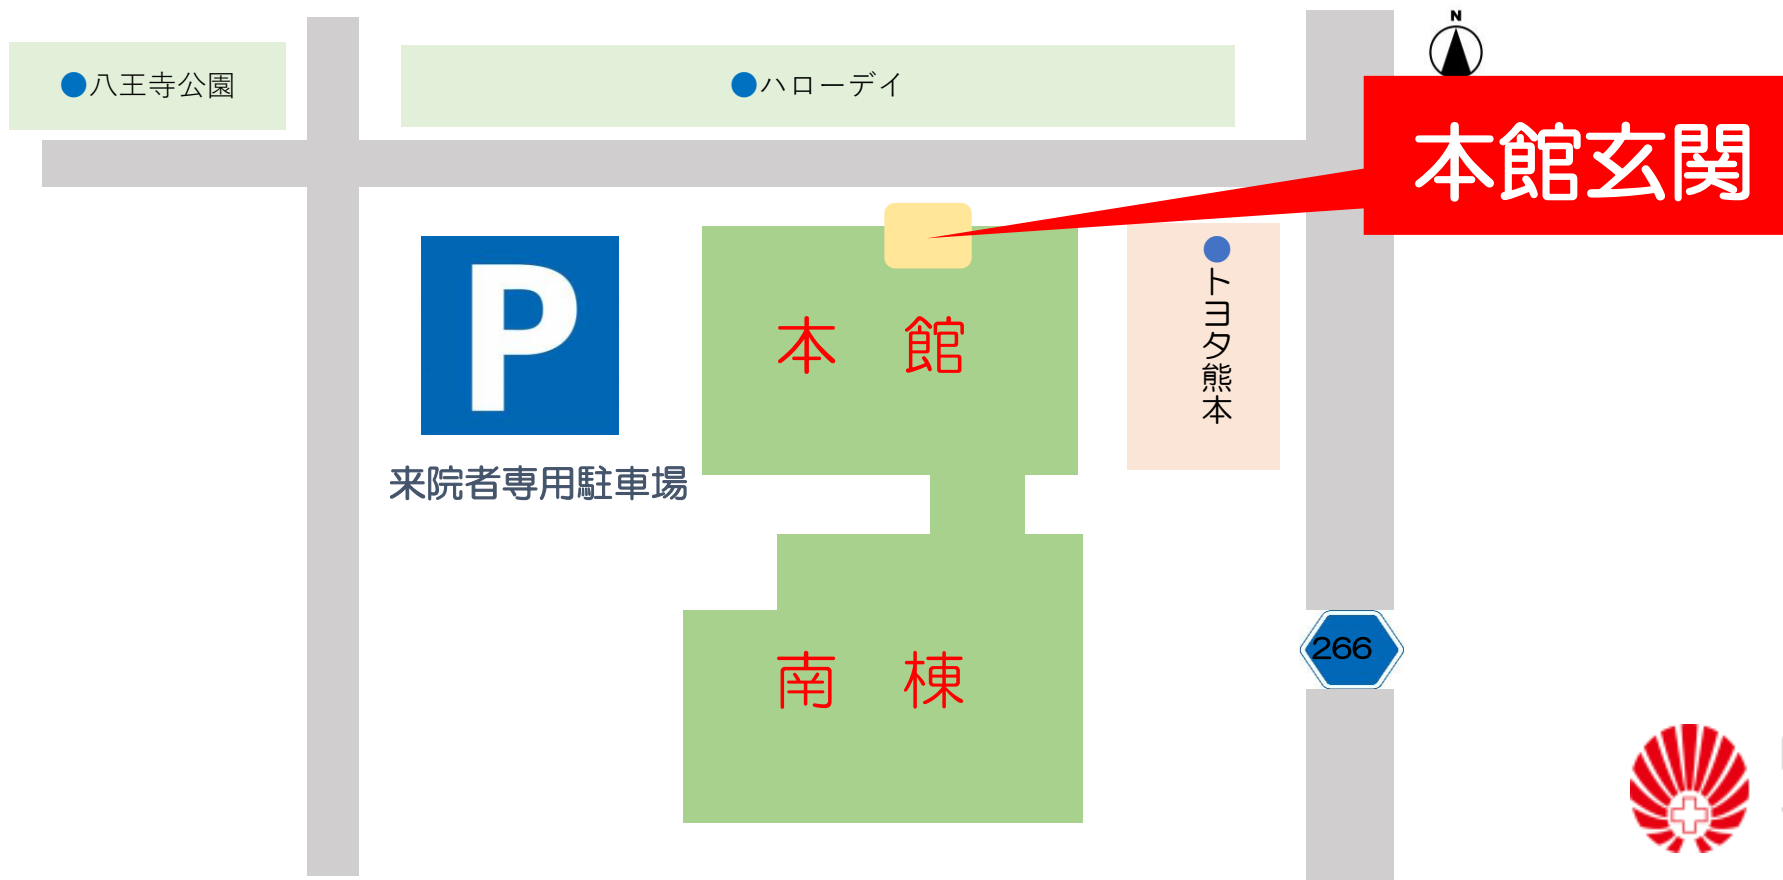 N
●八王寺公園
●ハローデイ
本館玄関
P
本　館
●トヨタ熊本
来院者専用駐車場
南　棟
266